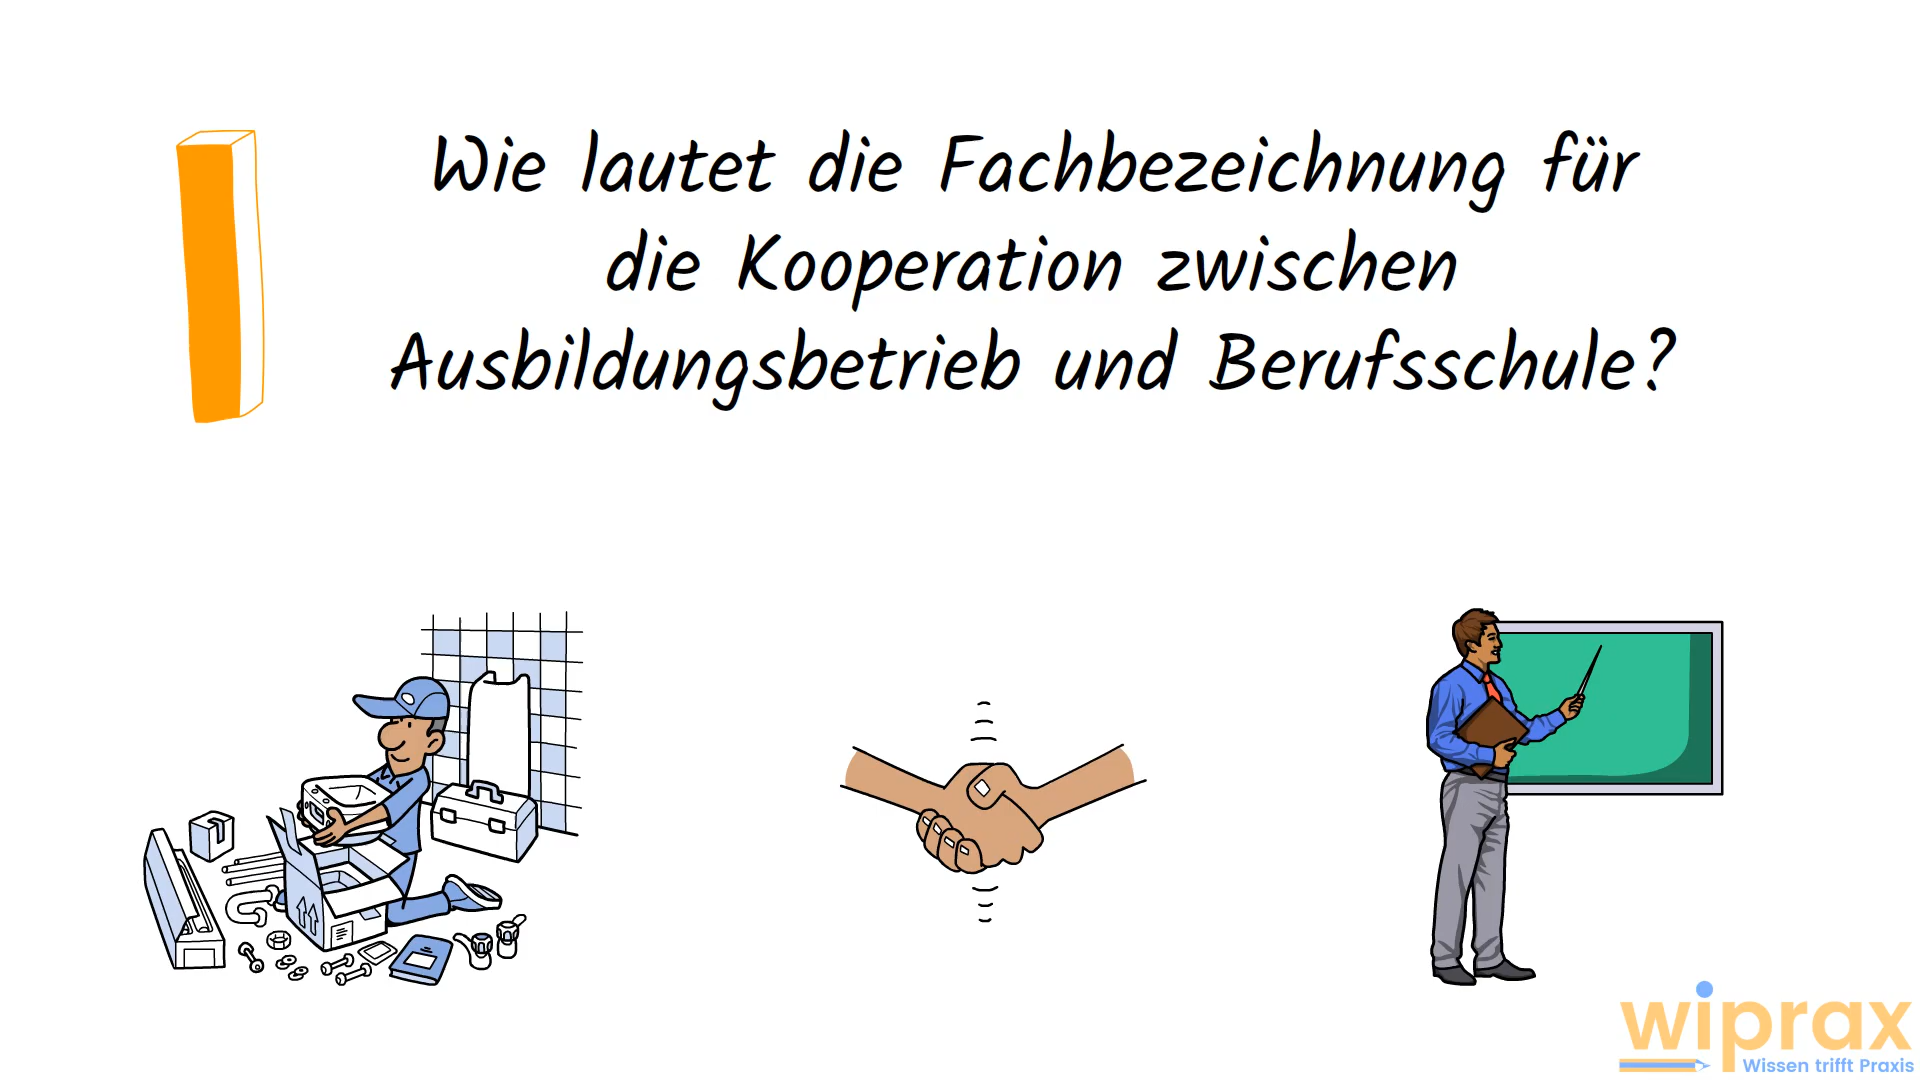 Wie lautet die Fachbezeichnung für
die Kooperation zwischen
Ausbildungsbetrieb und Berufsschule?
wiprax
Wissen trifft Praxis